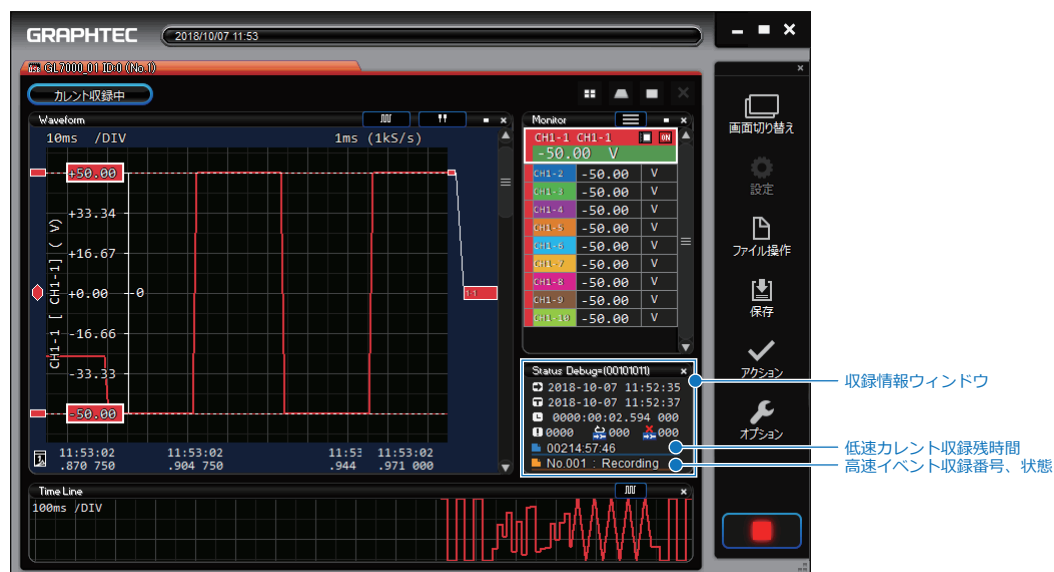 GRAPHTEC
2018/10/07 11:53
USB GL7000_01 ID:0 (No.1)
カレント収録中
Waveform
10ms /DIV
1ms (1kS/s)
+50.00
+33.34
+16.67
+0.00
0
-16.66
-33.33
-50.00
CH1-1 [ CH1-1] ( V)
1-1
11:53:02
.870 750
11:53:02
.904 750
11:53
.944
11:53:02
.971 000
Monitor
CH1-1 CH1-1 ON
-50.00 V
CH1-2 -50.00 V
CH1-3 -50.00 V
CH1-4 -50.00 V
CH1-5 -50.00 V
CH1-6 -50.00 V
CH1-7 -50.00 V
CH1-8 -50.00 V
CH1-9 -50.00 V
CH1-10 -50.00 V
Status Debug=(00101011)
2018-10-07 11:52:35
2018-10-07 11:52:37
0000:00:02.594 000
0000 000 000
00214:57:46
No.001 : Recording
Time Line
100ms /DIV
画面切り替え
設定
ファイル操作
保存
アクション
オプション
収録情報ウィンドウ
低速カレント収録残時間
高速イベント収録番号、状態